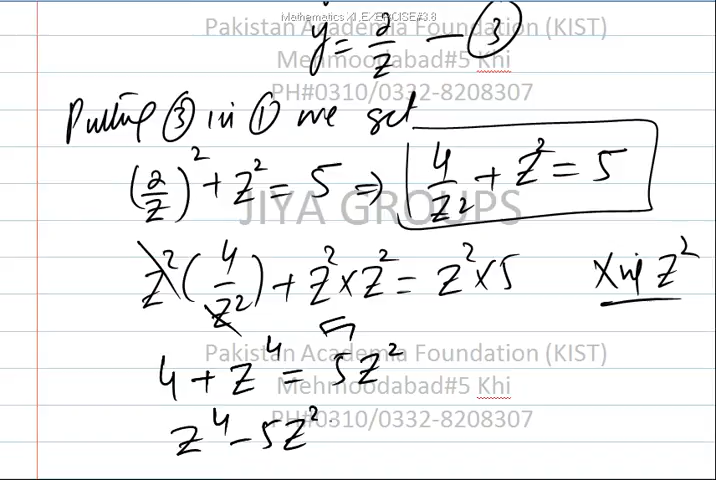 Mathematics XI EXERCISE#3.8
Pakistan Academia Foundation (KIST)
y = 2/z — ③
Mehmoodabad#5 Khi
PH#0310/0332-8208307
Putting ③ in ① we get
(2/z)² + z² = 5 ⇒ 4/z² + z² = 5
JIYA GROUPS
z²(4/z²) + z² × z² = z² × 5 Xing z²
Pakistan Academia Foundation (KIST)
4 + z⁴ = 5z²
Mehmoodabad#5 Khi
PH#0310/0332-8208307
z⁴ – 5z²